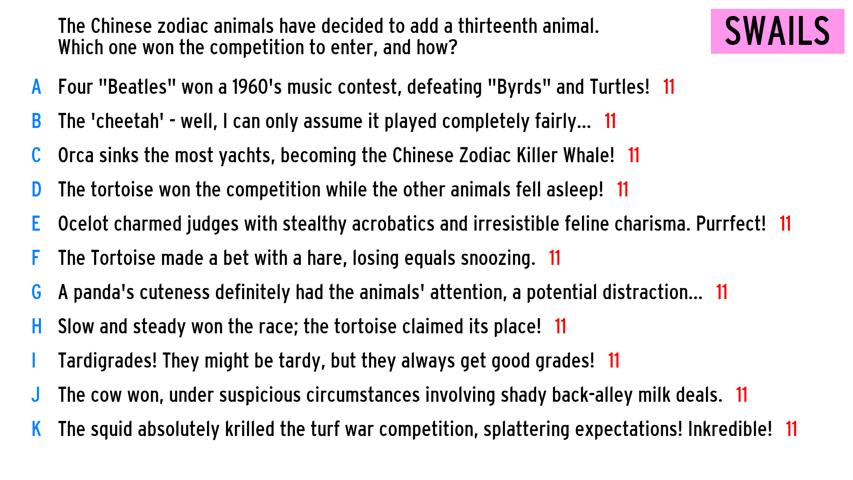 The Chinese zodiac animals have decided to add a thirteenth animal.
Which one won the competition to enter, and how?
SWAILS
A Four "Beatles" won a 1960's music contest, defeating "Byrds" and Turtles! 11
B The 'cheetah' - well, I can only assume it played completely fairly... 11
C Orca sinks the most yachts, becoming the Chinese Zodiac Killer Whale! 11
D The tortoise won the competition while the other animals fell asleep! 11
E Ocelot charmed judges with stealthy acrobatics and irresistible feline charisma. Purrfect! 11
F The Tortoise made a bet with a hare, losing equals snoozing. 11
G A panda's cuteness definitely had the animals' attention, a potential distraction... 11
H Slow and steady won the race; the tortoise claimed its place! 11
I Tardigrades! They might be tardy, but they always get good grades! 11
J The cow won, under suspicious circumstances involving shady back-alley milk deals. 11
K The squid absolutely krilled the turf war competition, splattering expectations! Inkredible! 11